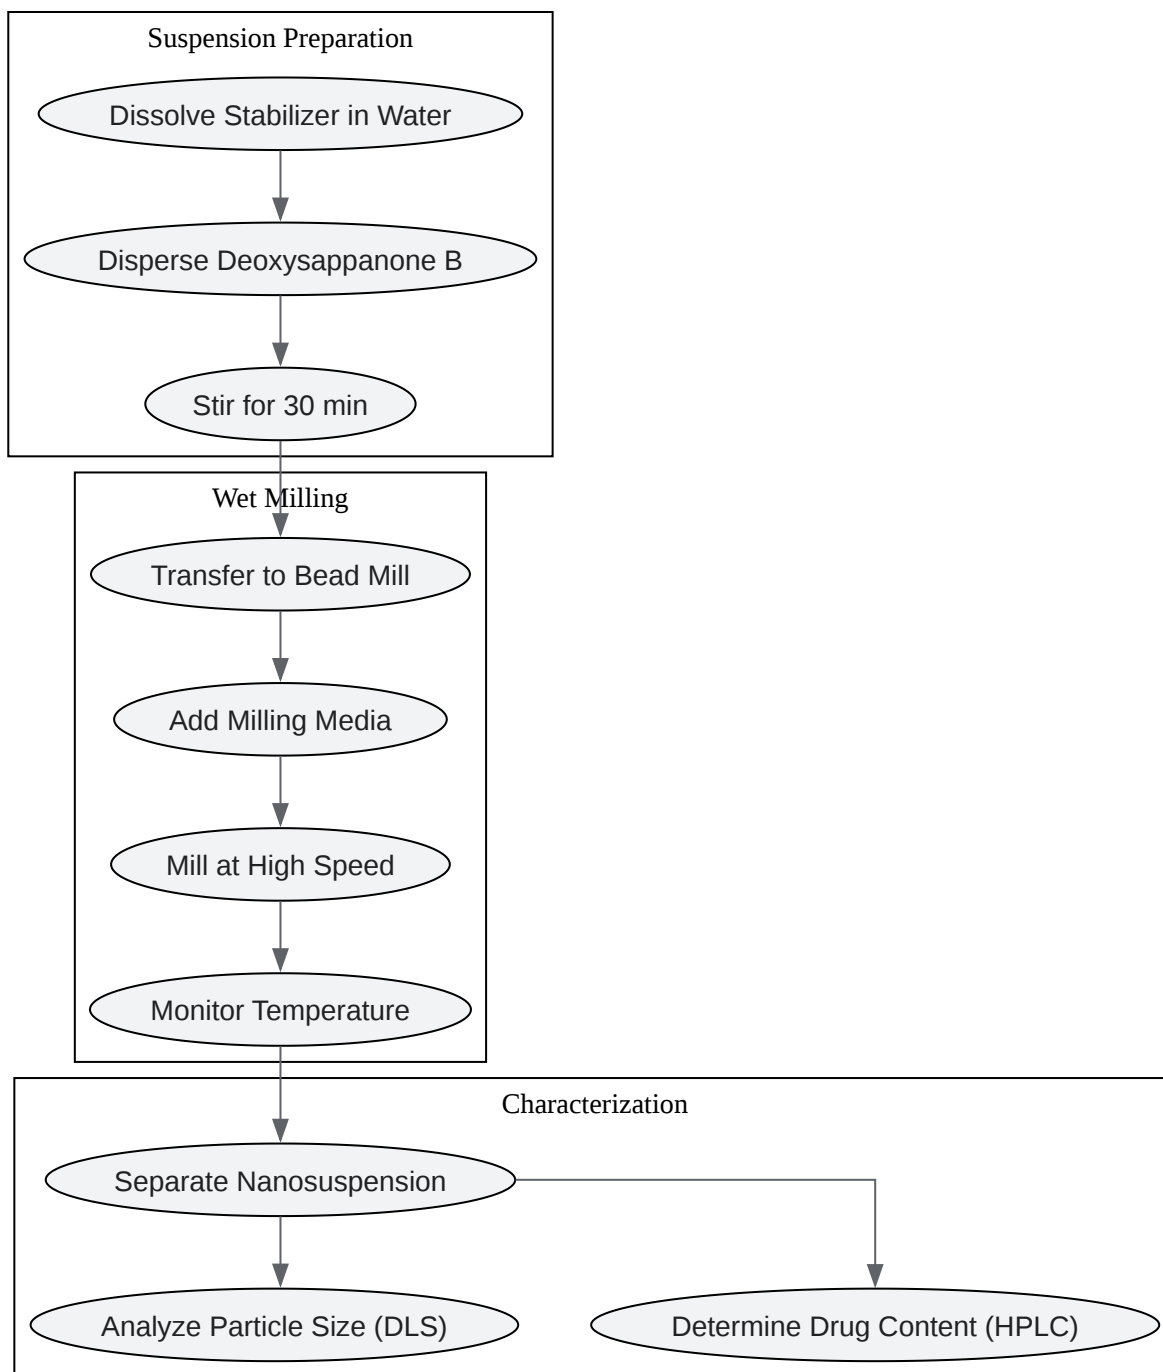 Suspension Preparation
Dissolve Stabilizer in Water
Disperse Deoxysappanone B
Stir for 30 min
Wet Milling
Transfer to Bead Mill
Add Milling Media
Mill at High Speed
Monitor Temperature
Characterization
Separate Nanosuspension
Analyze Particle Size (DLS)
Determine Drug Content (HPLC)